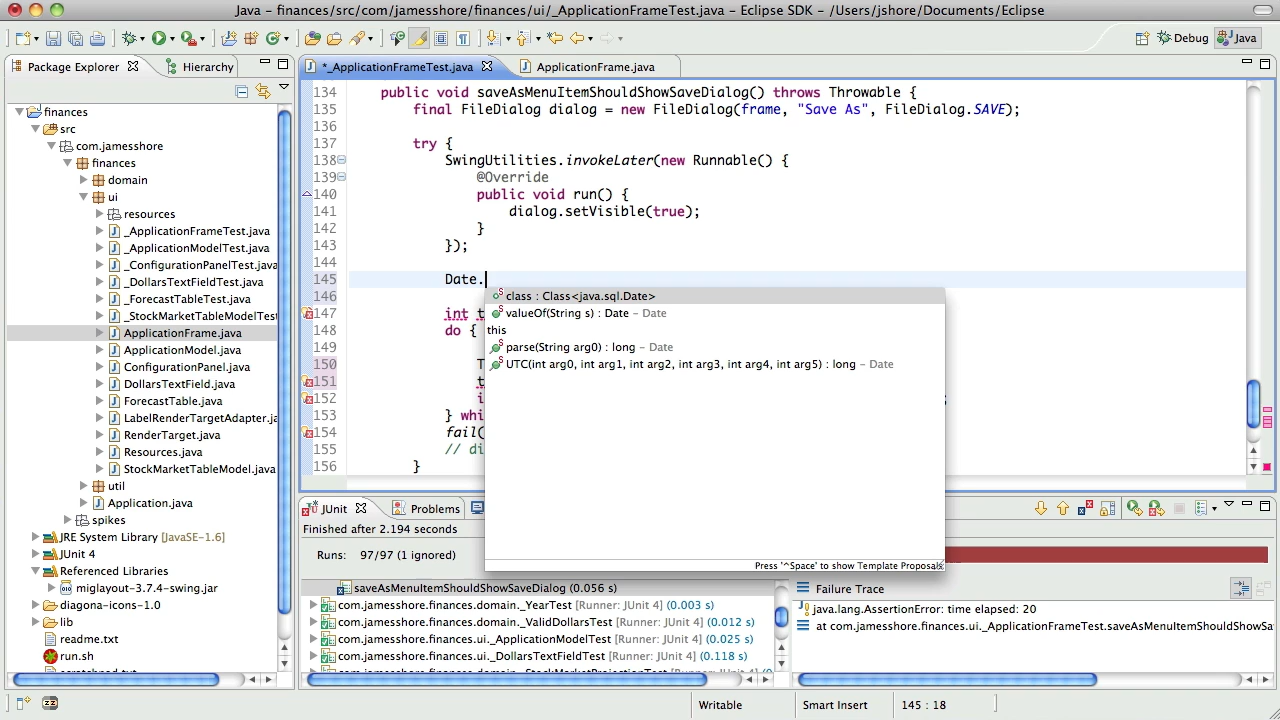 Java – finances/src/com/jamesshore/finances/ui/_ApplicationFrameTest.java – Eclipse SDK – /Users/jshore/Documents/Eclipse
Debug
Java
Package Explorer
Hierarchy
finances
src
com.jamesshore
finances
domain
ui
resources
_ApplicationFrameTest.java
_ApplicationModelTest.java
_ConfigurationPanelTest.java
_DollarsTextFieldTest.java
_ForecastTableTest.java
_StockMarketTableModelTest
ApplicationFrame.java
ApplicationModel.java
ConfigurationPanel.java
DollarsTextField.java
ForecastTable.java
LabelRenderTargetAdapter.ja
RenderTarget.java
Resources.java
StockMarketTableModel.java
util
Application.java
spikes
JRE System Library [JavaSE-1.6]
JUnit 4
Referenced Libraries
miglayout-3.7.4-swing.jar
diagona-icons-1.0
lib
readme.txt
run.sh
*_ApplicationFrameTest.java
ApplicationFrame.java
134 public void saveAsMenuItemShouldShowSaveDialog() throws Throwable {
135 final FileDialog dialog = new FileDialog(frame, "Save As", FileDialog.SAVE);
136
137 try {
138 SwingUtilities.invokeLater(new Runnable() {
139 @Override
140 public void run() {
141 dialog.setVisible(true);
142 }
143 });
144
145 Date.
146
147 int t
148 do {
149
150 T
151 t
152 i ;
153 } whi
154 fail(
155 // di
156 }
class : Class<java.sql.Date>
valueOf(String s) : Date – Date
this
parse(String arg0) : long – Date
UTC(int arg0, int arg1, int arg2, int arg3, int arg4, int arg5) : long – Date
Press '^Space' to show Template Proposals
JUnit
Problems
Finished after 2.194 seconds
Runs: 97/97 (1 ignored)
saveAsMenuItemShouldShowSaveDialog (0.056 s)
com.jamesshore.finances.domain._YearTest [Runner: JUnit 4] (0.003 s)
com.jamesshore.finances.domain._ValidDollarsTest [Runner: JUnit 4] (0.012 s)
com.jamesshore.finances.ui._ApplicationModelTest [Runner: JUnit 4] (0.025 s)
com.jamesshore.finances.ui._DollarsTextFieldTest [Runner: JUnit 4] (0.118 s)
Failure Trace
java.lang.AssertionError: time elapsed: 20
at com.jamesshore.finances.ui._ApplicationFrameTest.saveAsMenuItemShouldShowSa
Writable
Smart Insert
145 : 18